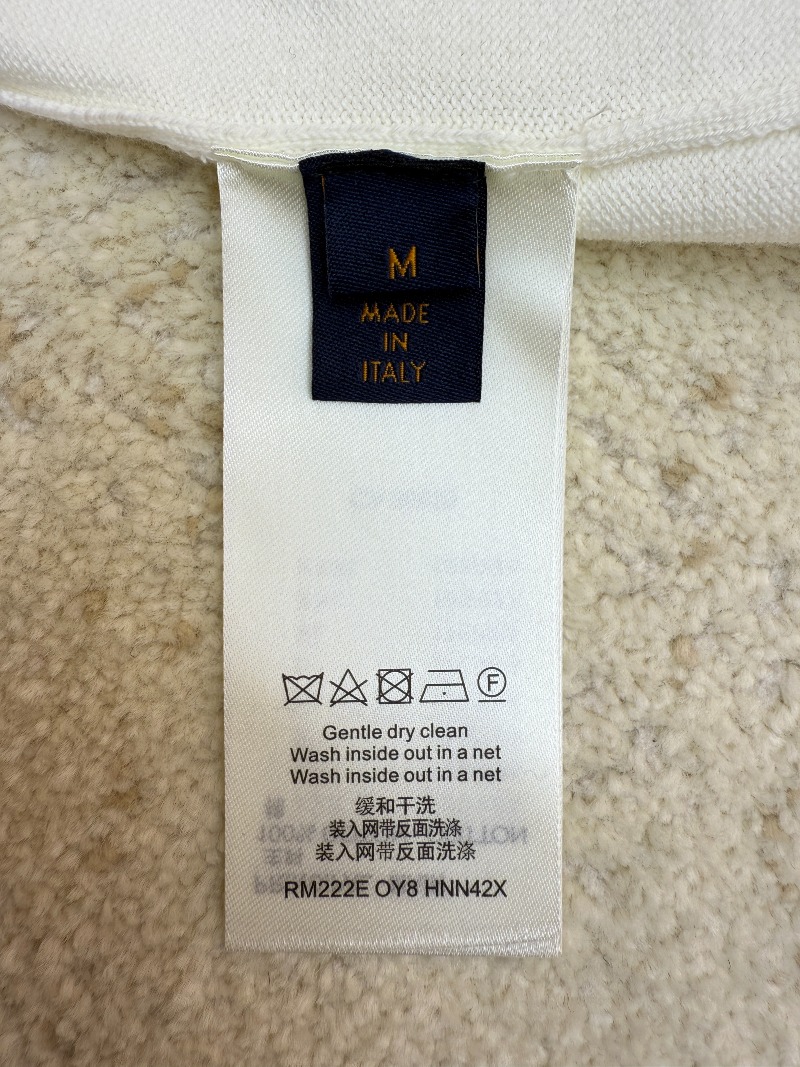 M
MADE
IN
ITALY
F
Gentle dry clean
Wash inside out in a net
Wash inside out in a net
缓和干洗
装入网带反面洗涤
装入网带反面洗涤
RM222E OY8 HNN42X